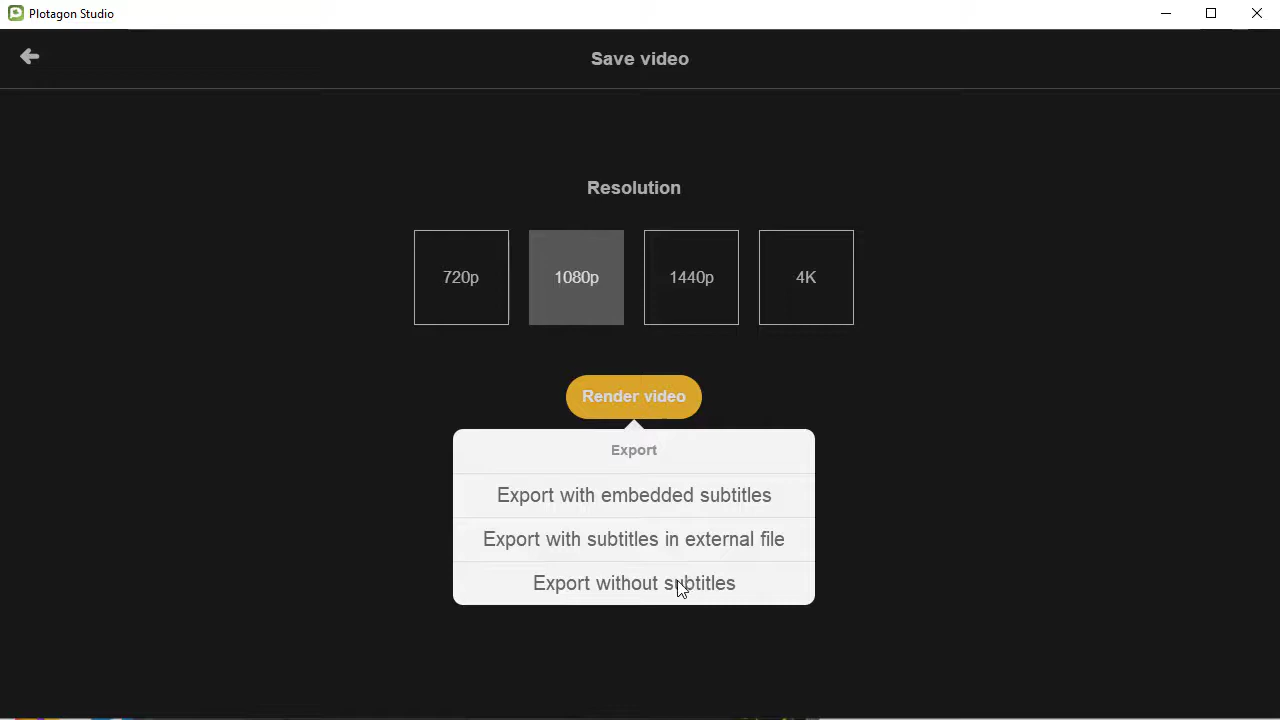 Plotagon Studio
Save video
Resolution
720p
1080p
1440p
4K
Render video
Export
Export with embedded subtitles
Export with subtitles in external file
Export without subtitles